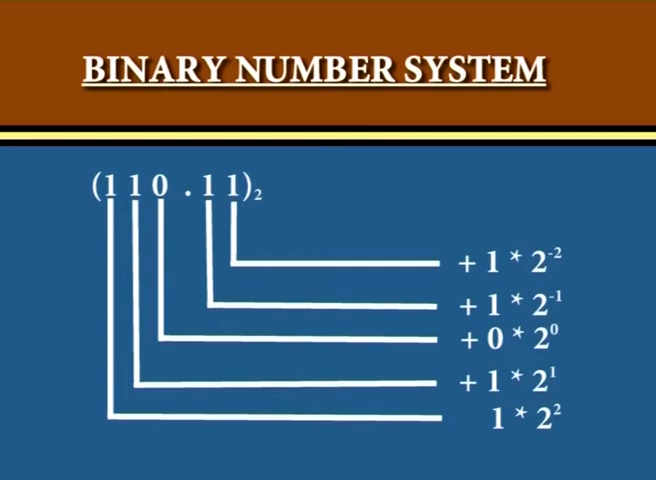 BINARY NUMBER SYSTEM
(1 1 0 . 1 1)₂
+ 1 * 2⁻²
+ 1 * 2⁻¹
+ 0 * 2⁰
+ 1 * 2¹
1 * 2²